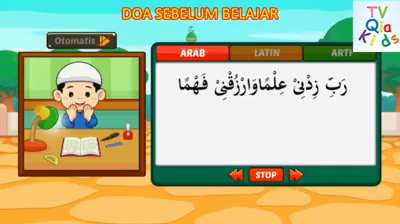 DOA SEBELUM BELAJAR
TV
Qia
Kids
Otomatis
ARAB
LATIN
ARTI
رَبِّ زِدْنِيْ عِلْمًاوَارْزُقْنِيْ فَهْمًا
STOP